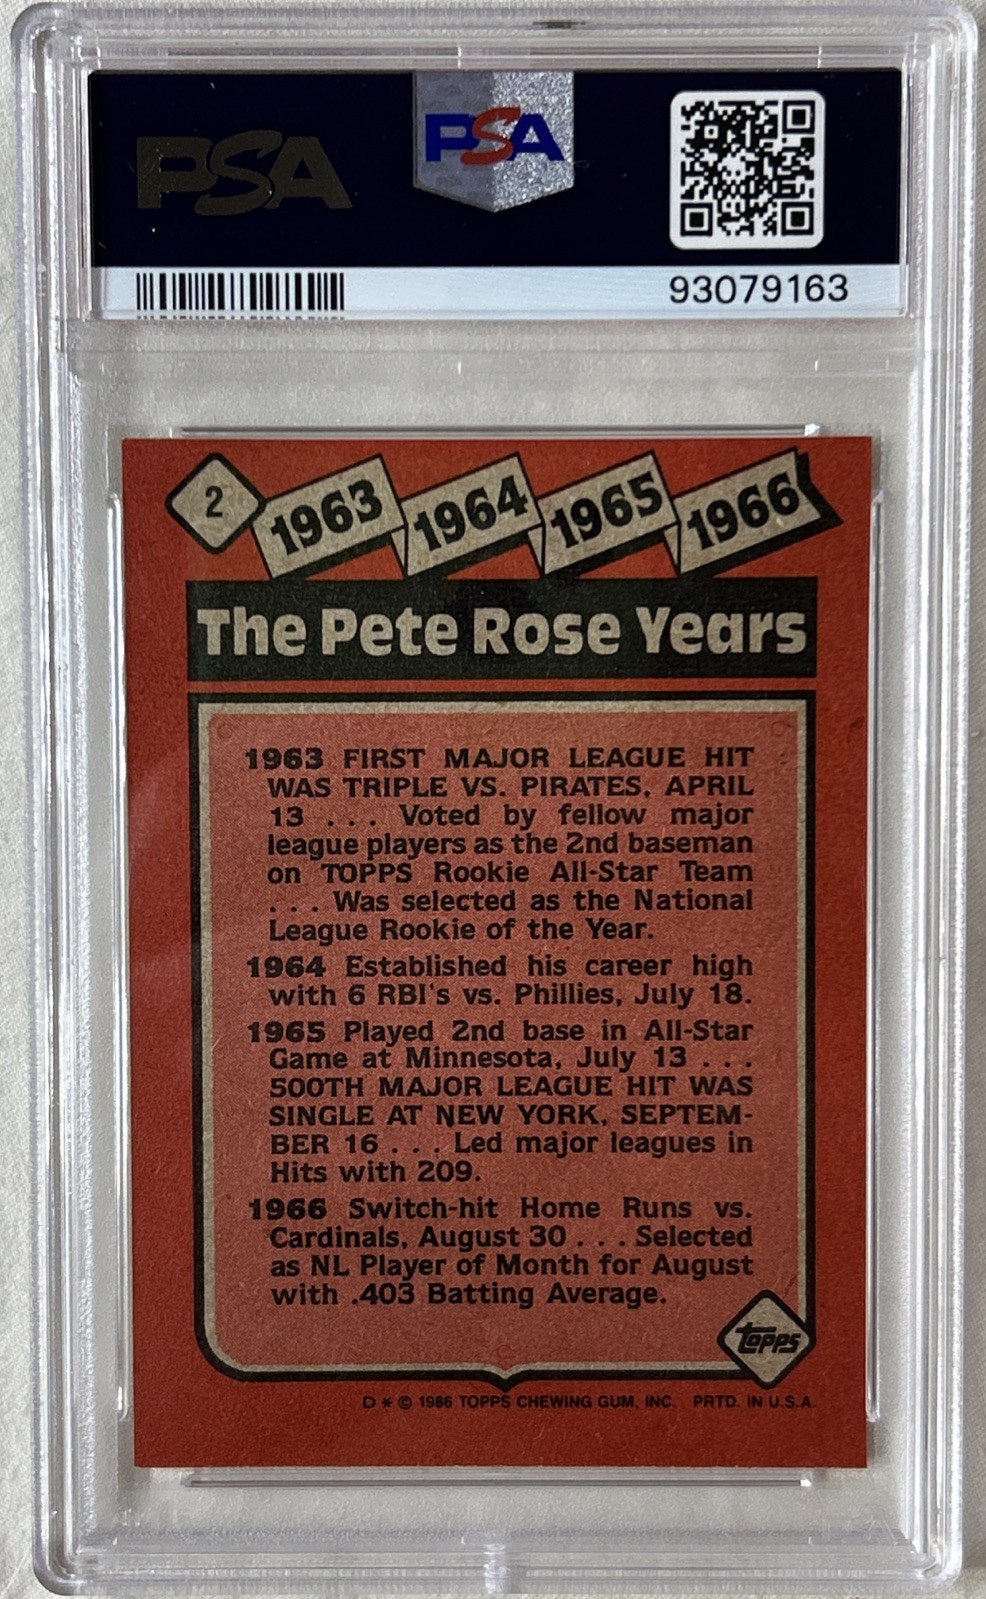 PSA
PSA
93079163
2
1963 1964 1965 1966
The Pete Rose Years
1963 FIRST MAJOR LEAGUE HIT
WAS TRIPLE VS. PIRATES, APRIL
13 . . . Voted by fellow major
league players as the 2nd baseman
on TOPPS Rookie All-Star Team
. . . Was selected as the National
League Rookie of the Year.
1964 Established his career high
with 6 RBI's vs. Phillies, July 18.
1965 Played 2nd base in All-Star
Game at Minnesota, July 13 . . .
500TH MAJOR LEAGUE HIT WAS
SINGLE AT NEW YORK, SEPTEM-
BER 16 . . . Led major leagues in
Hits with 209.
1966 Switch-hit Home Runs vs.
Cardinals, August 30 . . . Selected
as NL Player of Month for August
with .403 Batting Average.
topps
D * © 1986 TOPPS CHEWING GUM, INC. PRTD. IN U.S.A.